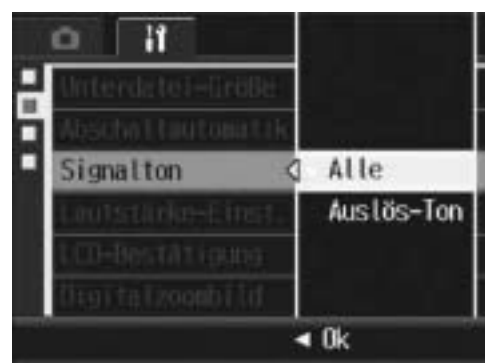 Unterdatei-Größe
Abschaltautomatik
Signalton Alle
Lautstärke-Einst. Auslös-Ton
LCD-Bestätigung
Digitalzoombild
◄ Ok